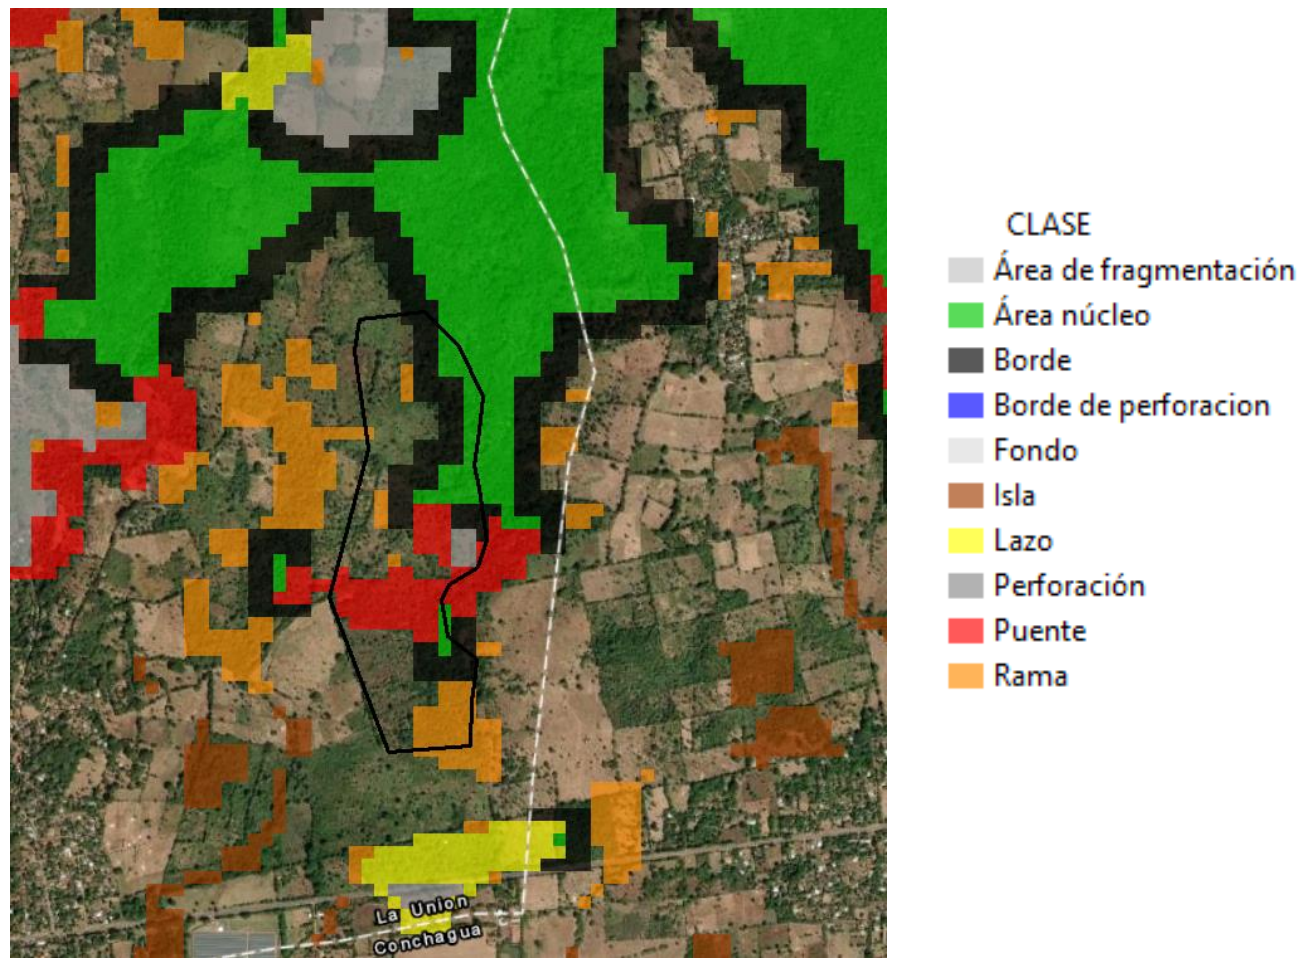 La Union
Conchagua
CLASE
Área de fragmentación
Área núcleo
Borde
Borde de perforacion
Fondo
Isla
Lazo
Perforación
Puente
Rama